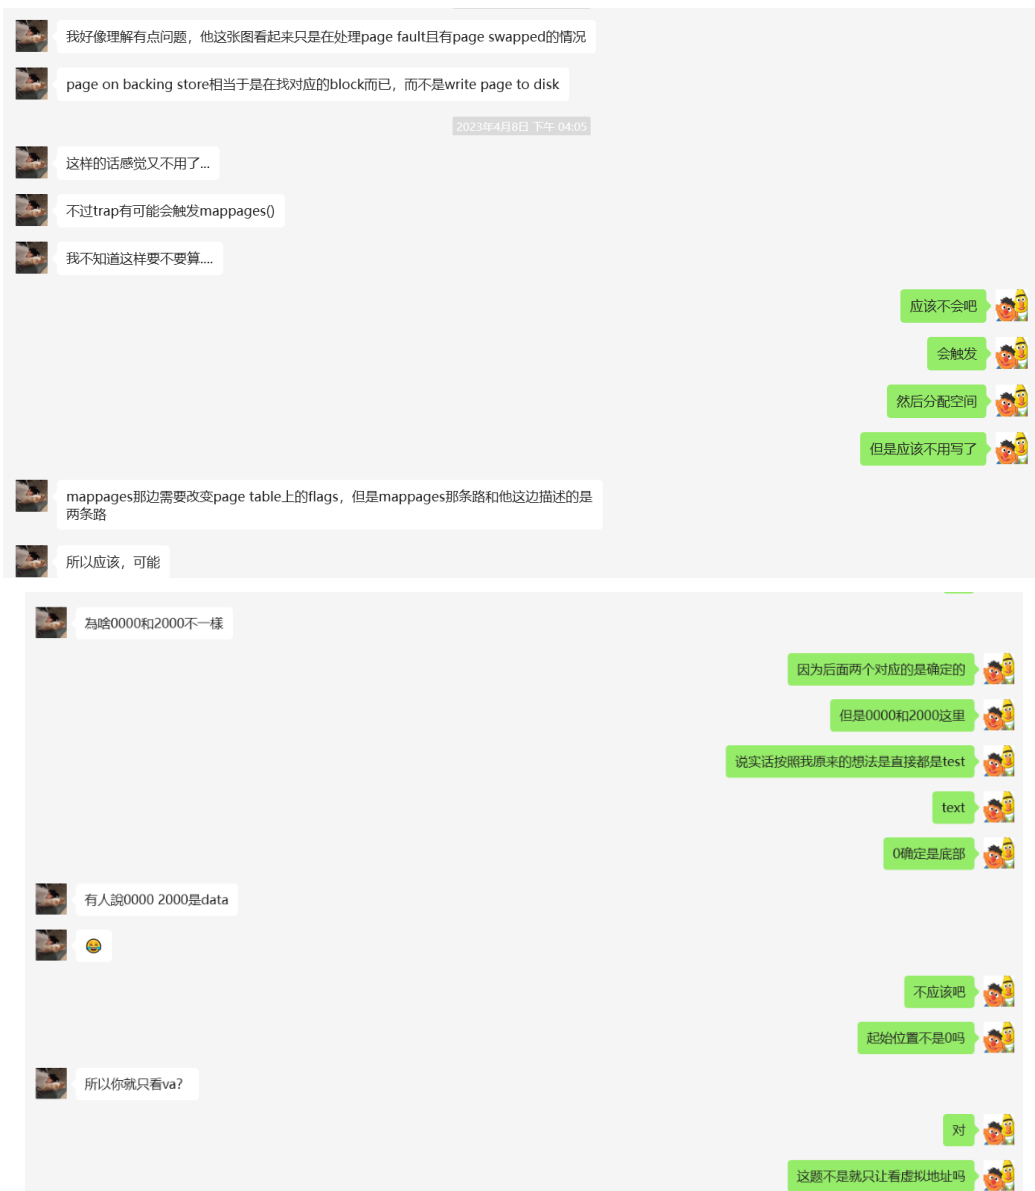 我好像理解有点问题，他这张图看起来只是在处理page fault且有page swapped的情况
page on backing store相当于是在找对应的block而已，而不是write page to disk
2023年4月8日 下午 04:05
这样的话感觉又不用了...
不过trap有可能会触发mappages()
我不知道这样要不要算....
应该不会吧
会触发
然后分配空间
但是应该不用写了
mappages那边需要改变page table上的flags，但是mappages那条路和他这边描述的是
两条路
所以应该，可能
為啥0000和2000不一樣
因为后面两个对应的是确定的
但是0000和2000这里
说实话按照我原来的想法是直接都是test
text
0确定是底部
有人說0000 2000是data
😂
不应该吧
起始位置不是0吗
所以你就只看va?
对
这题不是就只让看虚拟地址吗